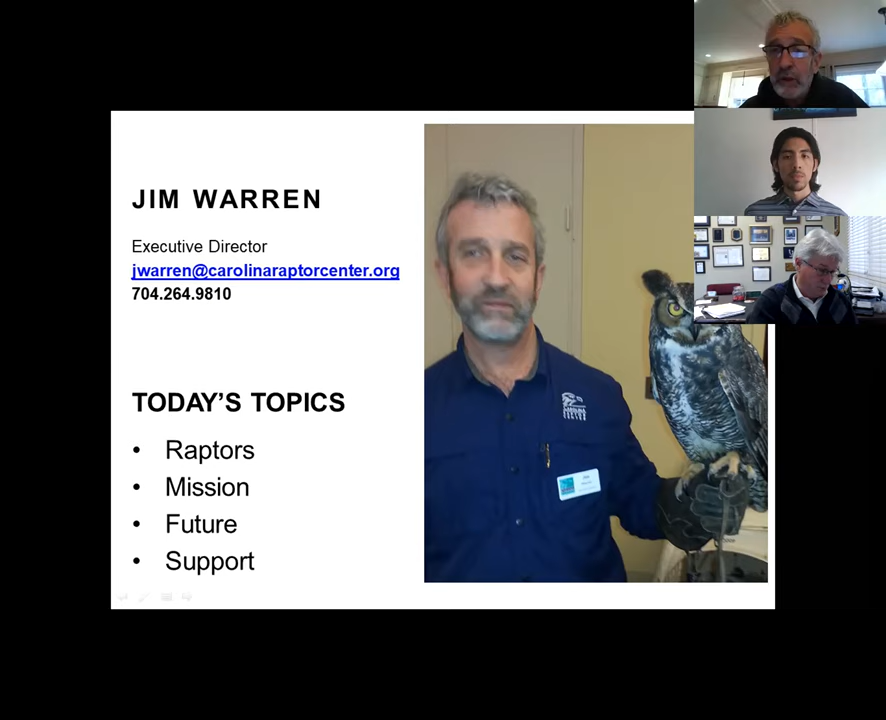 JIM WARREN
Executive Director
jwarren@carolinaraptorcenter.org
704.264.9810
TODAY'S TOPICS
• Raptors
• Mission
• Future
• Support